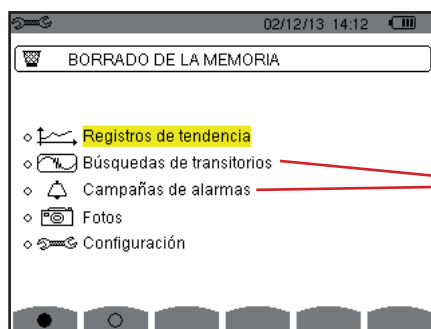 02/12/13 14:12
BORRADO DE LA MEMORIA
Registros de tendencia
Búsquedas de transitorios
Campañas de alarmas
Fotos
Configuración